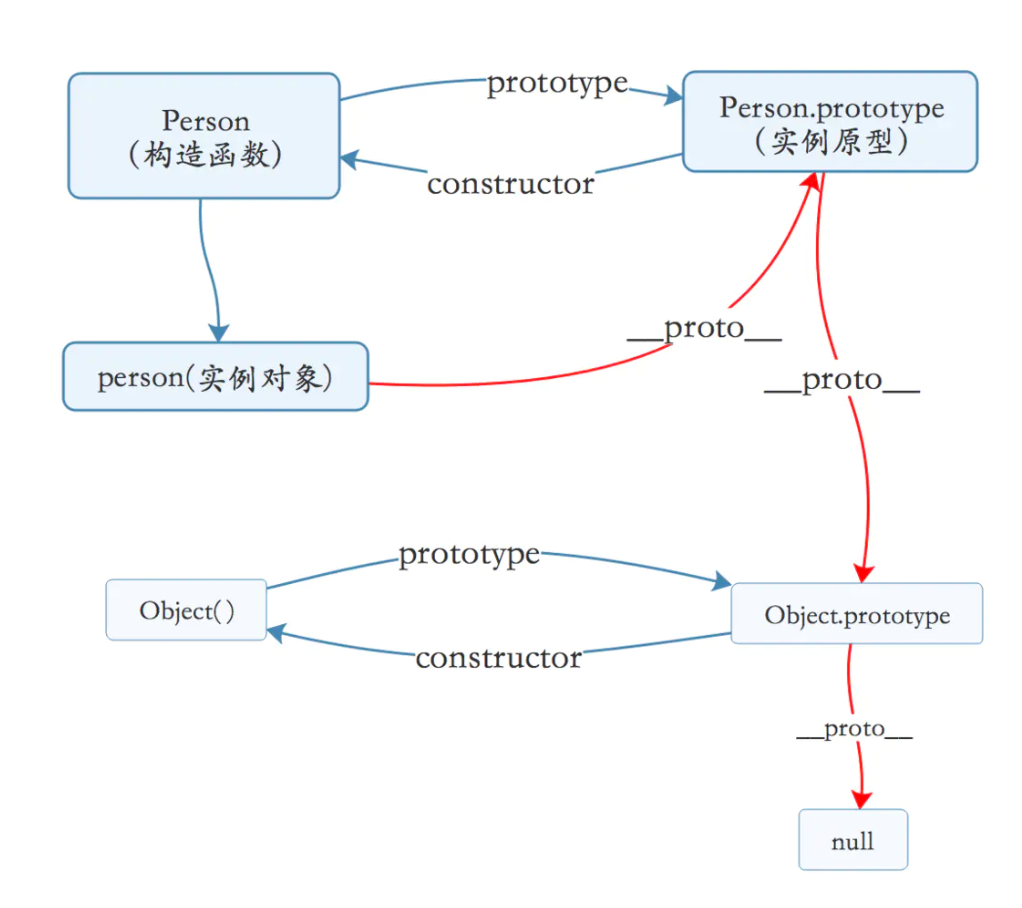 prototype
Person
(构造函数)
Person.prototype
(实例原型)
constructor
__proto__
person(实例对象)
__proto__
prototype
Object()
Object.prototype
constructor
__proto__
null